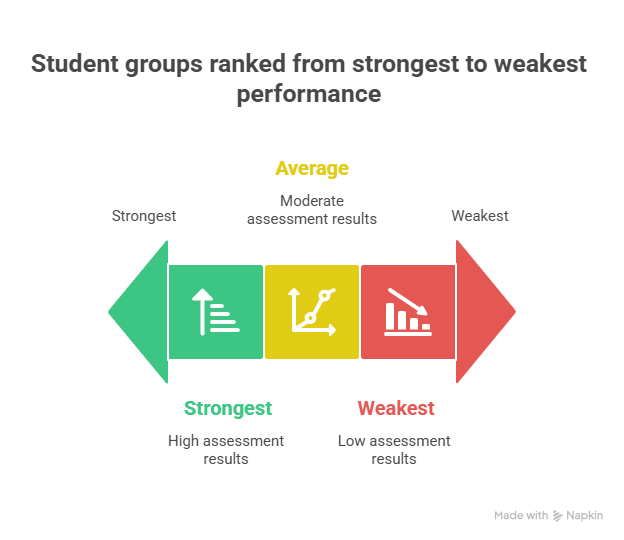 Student groups ranked from strongest to weakest
performance
Average
Moderate
assessment results
Strongest
Weakest
Strongest
High assessment
results
Weakest
Low assessment
results
Made with Napkin